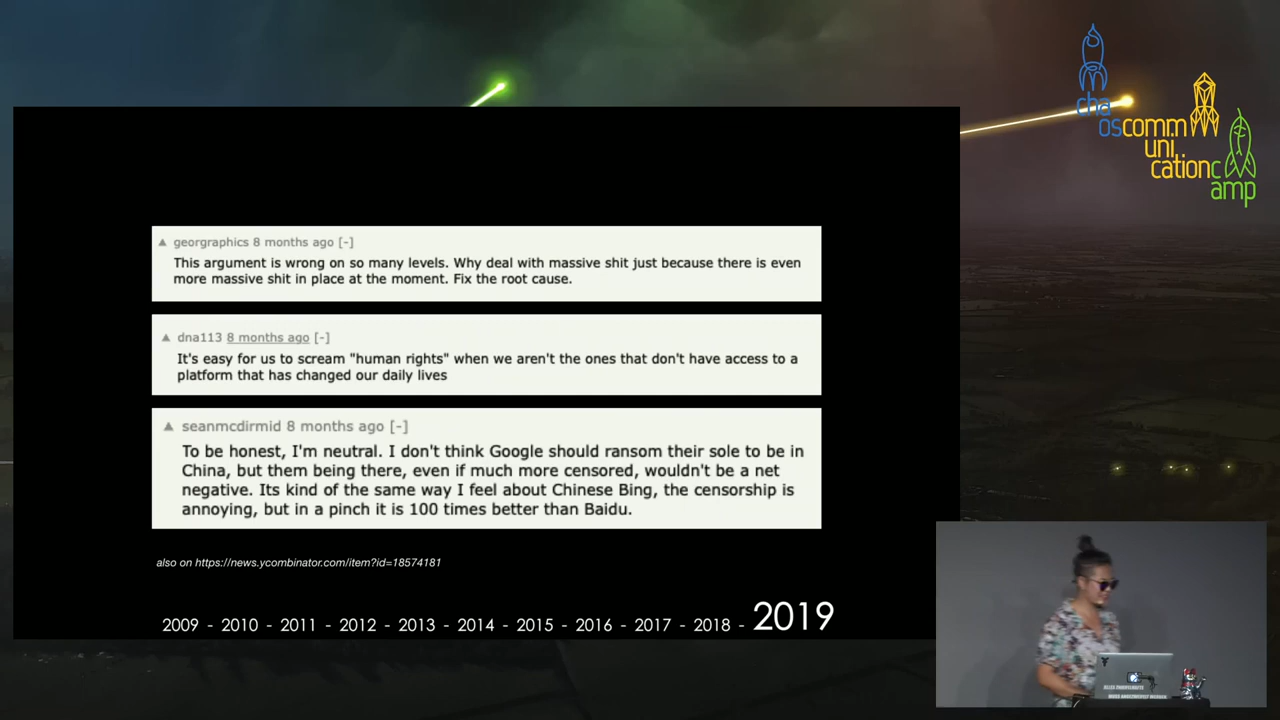 cha
oscomm
uni
cationc
amp
georgraphics 8 months ago [-]
This argument is wrong on so many levels. Why deal with massive shit just because there is even
more massive shit in place at the moment. Fix the root cause.
dna113 8 months ago [-]
It's easy for us to scream "human rights" when we aren't the ones that don't have access to a
platform that has changed our daily lives
seanmcdirmid 8 months ago [-]
To be honest, I'm neutral. I don't think Google should ransom their sole to be in
China, but them being there, even if much more censored, wouldn't be a net
negative. Its kind of the same way I feel about Chinese Bing, the censorship is
annoying, but in a pinch it is 100 times better than Baidu.
also on https://news.ycombinator.com/item?id=18574181
2009 - 2010 - 2011 - 2012 - 2013 - 2014 - 2015 - 2016 - 2017 - 2018 - 2019